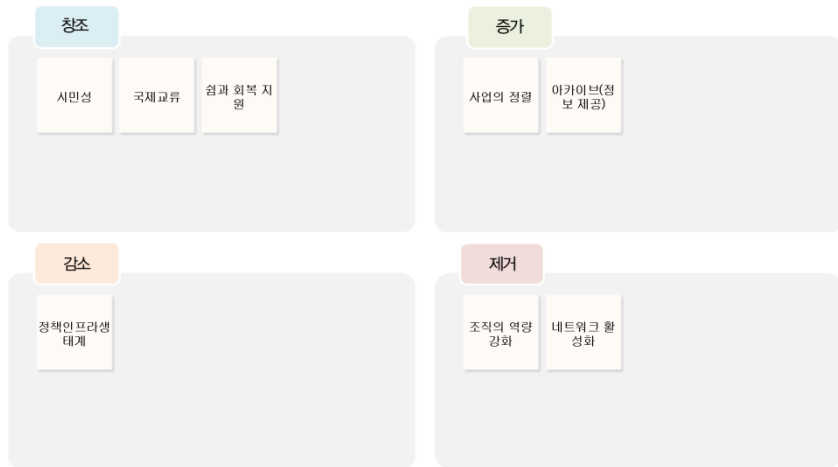 창조
시민성
국제교류
쉼과 회복 지
원
증가
사업의 정렬
아카이브(정
보 제공)
감소
정책인프라생
태계
제거
조직의 역량
강화
네트워크 활
성화